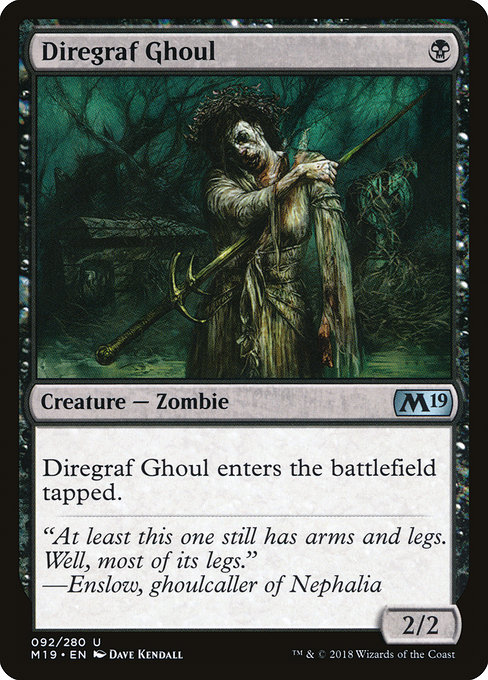 Diregraf Ghoul
Creature — Zombie
M19
Diregraf Ghoul enters the battlefield
tapped.
“At least this one still has arms and legs.
Well, most of its legs.”
—Enslow, ghoulcaller of Nephalia
2/2
092/280 U
M19 • EN Dave Kendall
™ & © 2018 Wizards of the Coast